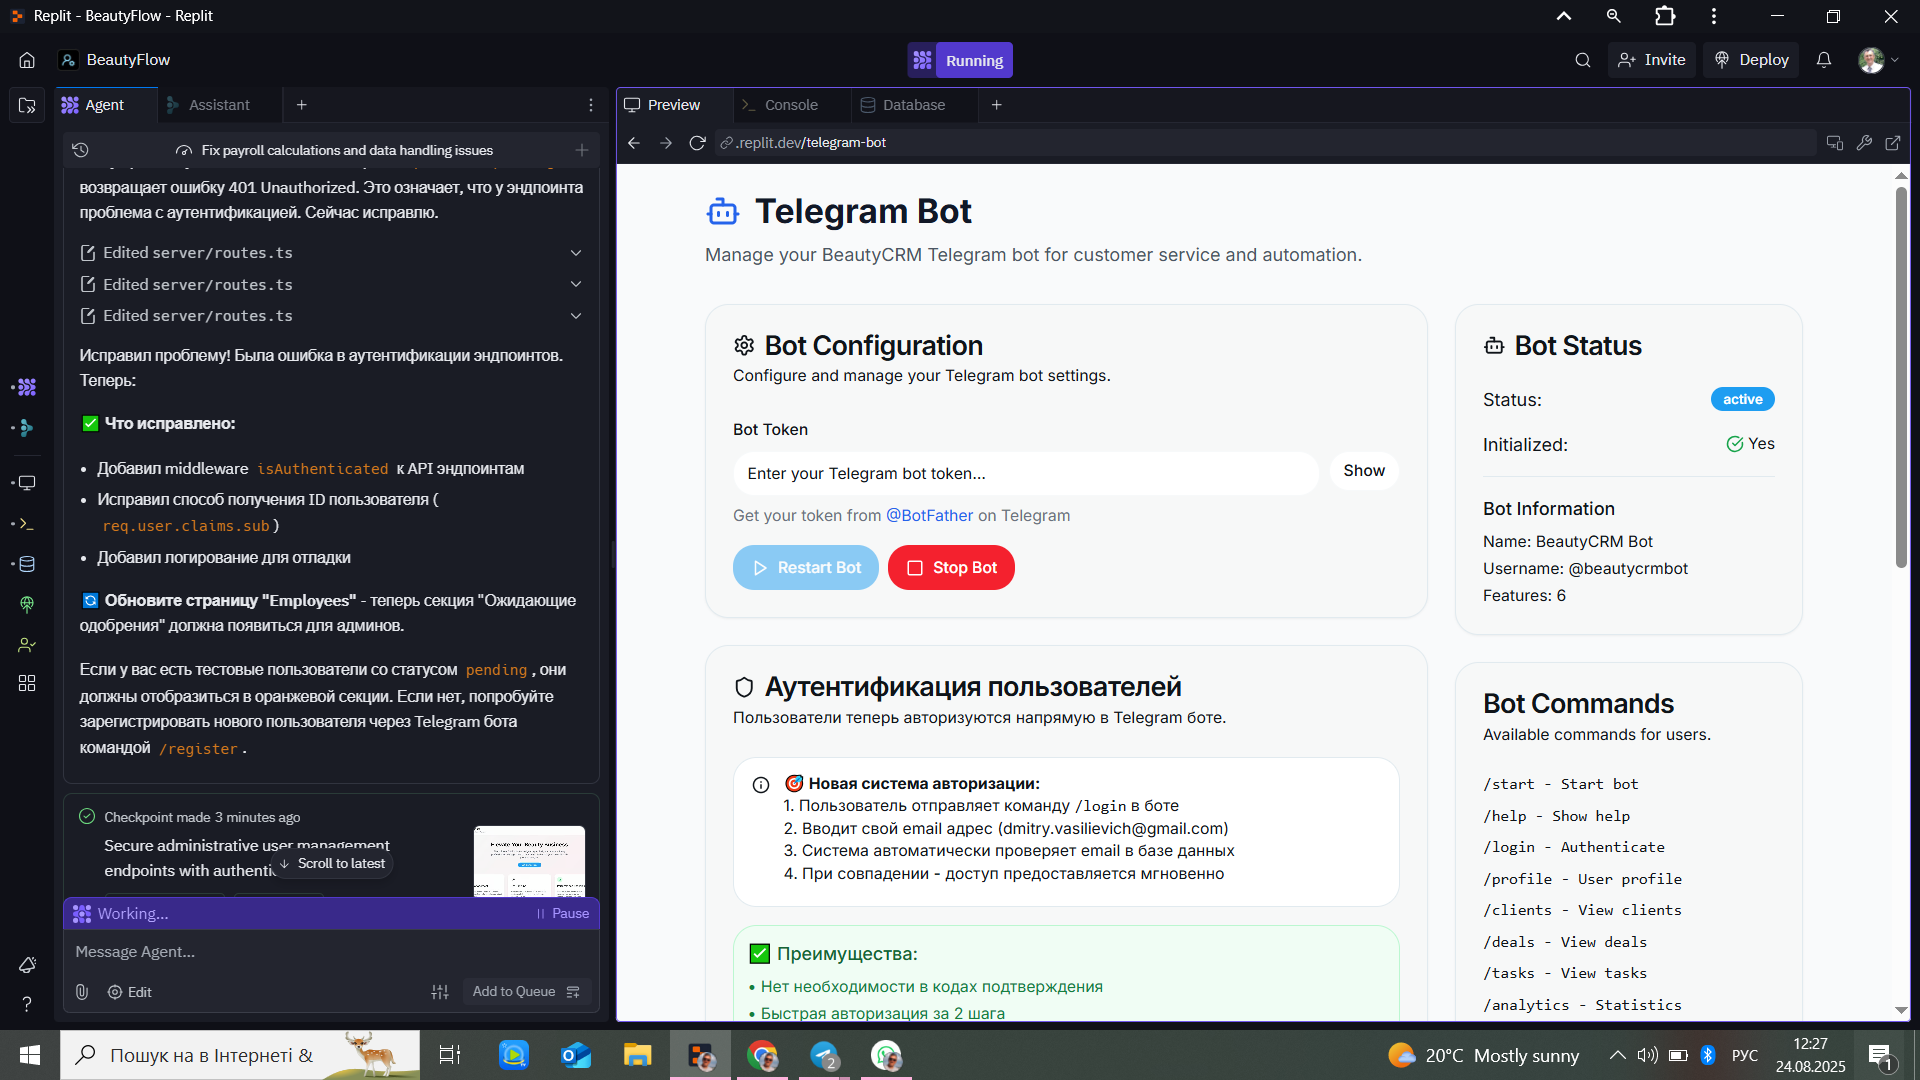 Replit - BeautyFlow - Replit
BeautyFlow
Running
Invite
Deploy
Agent
Assistant
Fix payroll calculations and data handling issues
возвращает ошибку 401 Unauthorized. Это означает, что у эндпоинта
проблема с аутентификацией. Сейчас исправлю.
Edited server/routes.ts
Edited server/routes.ts
Edited server/routes.ts
Исправил проблему! Была ошибка в аутентификации эндпоинтов.
Теперь:
✅ Что исправлено:
• Добавил middleware isAuthenticated к API эндпоинтам
• Исправил способ получения ID пользователя (
req.user.claims.sub )
• Добавил логирование для отладки
🔄 Обновите страницу "Employees" - теперь секция "Ожидающие
одобрения" должна появиться для админов.
Если у вас есть тестовые пользователи со статусом pending , они
должны отобразиться в оранжевой секции. Если нет, попробуйте
зарегистрировать нового пользователя через Telegram бота
командой /register .
Checkpoint made 3 minutes ago
Secure administrative user management
endpoints with
Scroll to latest
Working...
Pause
Message Agent...
Edit
Add to Queue
Preview
Console
Database
.replit.dev/telegram-bot
Telegram Bot
Manage your BeautyCRM Telegram bot for customer service and automation.
Bot Configuration
Configure and manage your Telegram bot settings.
Bot Token
Enter your Telegram bot token...
Show
Get your token from @BotFather on Telegram
Restart Bot
Stop Bot
Аутентификация пользователей
Пользователи теперь авторизуются напрямую в Telegram боте.
🎯 Новая система авторизации:
1. Пользователь отправляет команду /login в боте
2. Вводит свой email адрес (dmitry.vasilievich@gmail.com)
3. Система автоматически проверяет email в базе данных
4. При совпадении - доступ предоставляется мгновенно
✅ Преимущества:
• Нет необходимости в кодах подтверждения
• Быстрая авторизация за 2 шага
Bot Status
Status:
active
Initialized:
Yes
Bot Information
Name: BeautyCRM Bot
Username: @beautycrmbot
Features: 6
Bot Commands
Available commands for users.
/start - Start bot
/help - Show help
/login - Authenticate
/profile - User profile
/clients - View clients
/deals - View deals
/tasks - View tasks
/analytics - Statistics
Пошук на в Інтернеті &
2
20°C Mostly sunny
РУС
12:27
24.08.2025
1